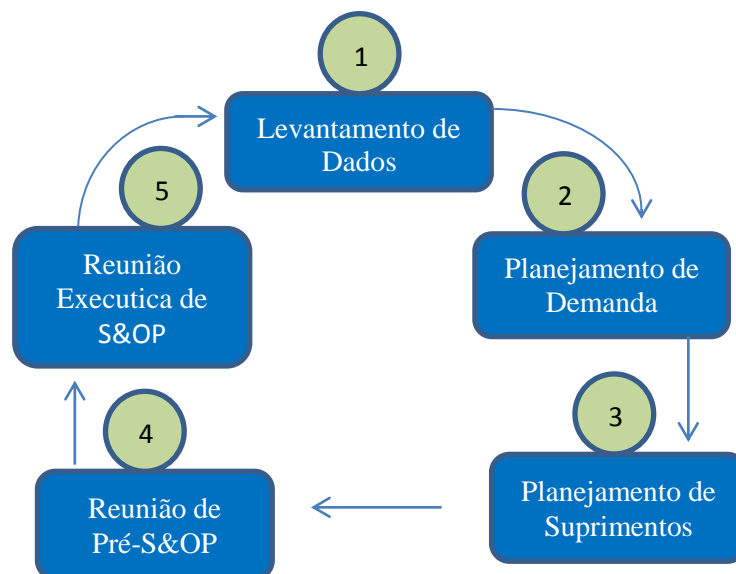 1
Levantamento de
Dados
2
Planejamento de
Demanda
3
Planejamento de
Suprimentos
4
Reunião de
Pré-S&OP
5
Reunião
Executica de
S&OP